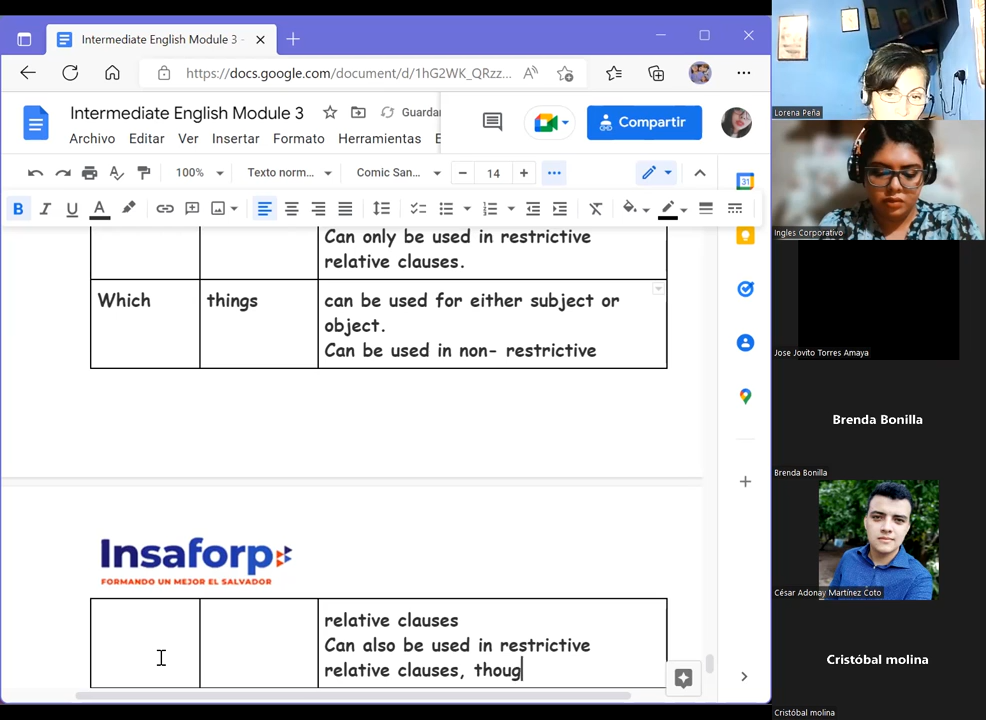 Intermediate English Module 3 -
https://docs.google.com/document/d/1hG2WK_QRzz...
Intermediate English Module 3
Guardar
Compartir
Archivo Editar Ver Insertar Formato Herramientas E
100% Texto norm... Comic San... 14
Can only be used in restrictive
relative clauses.
Which things can be used for either subject or
object.
Can be used in non- restrictive
Insaforp
FORMANDO UN MEJOR EL SALVADOR
relative clauses
Can also be used in restrictive
relative clauses, thoug
Lorena Peña
Ingles Corporativo
Jose Jovito Torres Amaya
Brenda Bonilla
Brenda Bonilla
César Adonay Martínez Coto
Cristóbal molina
Cristóbal molina